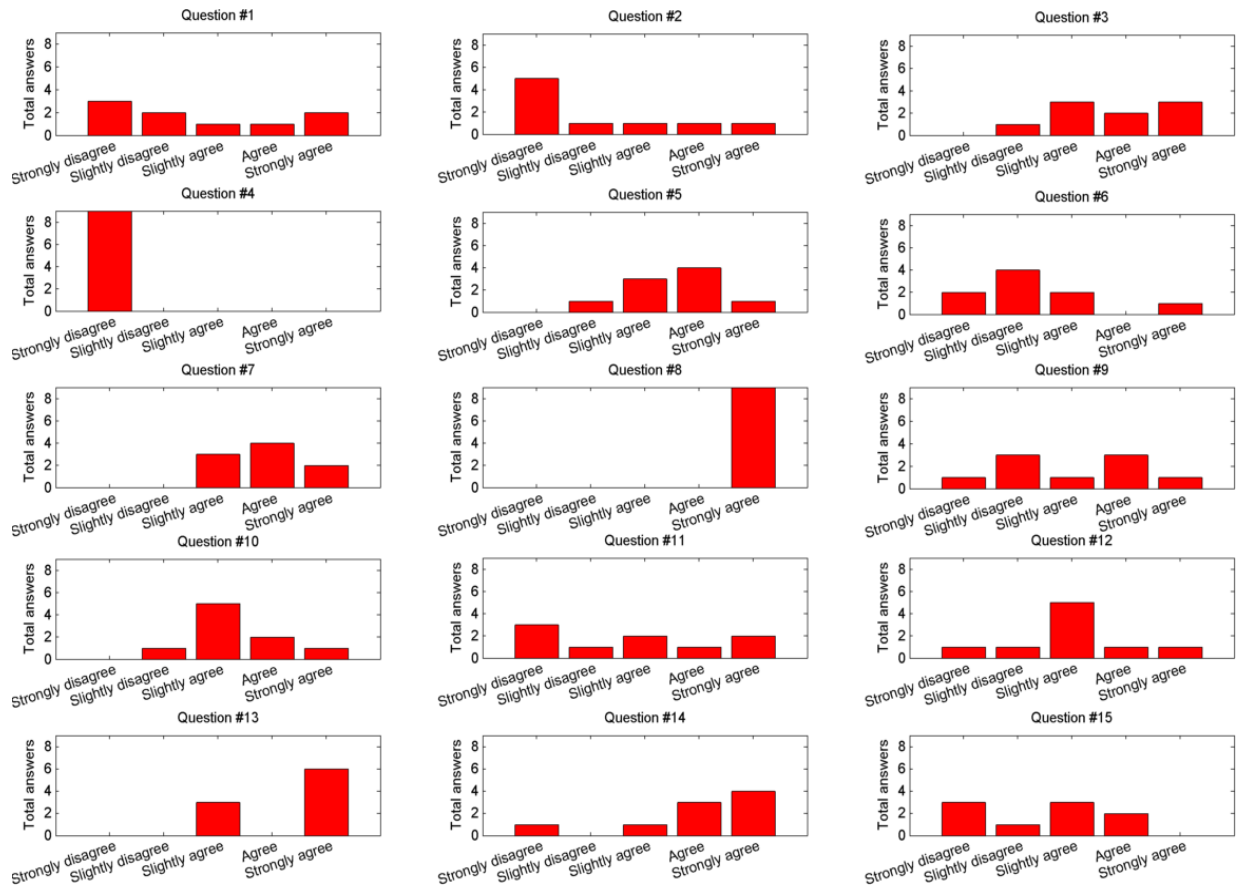 Question #1
Total answers
8
6
4
2
0
Strongly disagree
Slightly disagree
Slightly agree
Agree
Strongly agree
Question #2
Total answers
8
6
4
2
0
Strongly disagree
Slightly disagree
Slightly agree
Agree
Strongly agree
Question #3
Total answers
8
6
4
2
0
Strongly disagree
Slightly disagree
Slightly agree
Agree
Strongly agree
Question #4
Total answers
8
6
4
2
0
Strongly disagree
Slightly disagree
Slightly agree
Agree
Strongly agree
Question #5
Total answers
8
6
4
2
0
Strongly disagree
Slightly disagree
Slightly agree
Agree
Strongly agree
Question #6
Total answers
8
6
4
2
0
Strongly disagree
Slightly disagree
Slightly agree
Agree
Strongly agree
Question #7
Total answers
8
6
4
2
0
Strongly disagree
Slightly disagree
Slightly agree
Agree
Strongly agree
Question #8
Total answers
8
6
4
2
0
Strongly disagree
Slightly disagree
Slightly agree
Agree
Strongly agree
Question #9
Total answers
8
6
4
2
0
Strongly disagree
Slightly disagree
Slightly agree
Agree
Strongly agree
Question #10
Total answers
8
6
4
2
0
Strongly disagree
Slightly disagree
Slightly agree
Agree
Strongly agree
Question #11
Total answers
8
6
4
2
0
Strongly disagree
Slightly disagree
Slightly agree
Agree
Strongly agree
Question #12
Total answers
8
6
4
2
0
Strongly disagree
Slightly disagree
Slightly agree
Agree
Strongly agree
Question #13
Total answers
8
6
4
2
0
Strongly disagree
Slightly disagree
Slightly agree
Agree
Strongly agree
Question #14
Total answers
8
6
4
2
0
Strongly disagree
Slightly disagree
Slightly agree
Agree
Strongly agree
Question #15
Total answers
8
6
4
2
0
Strongly disagree
Slightly disagree
Slightly agree
Agree
Strongly agree